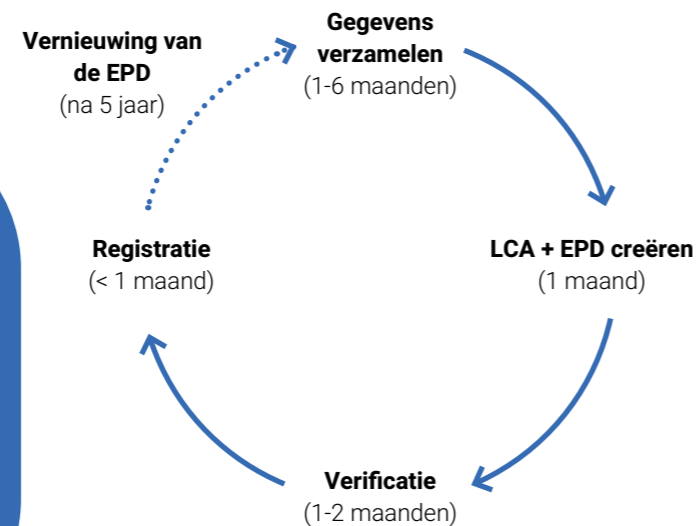 Vernieuwing van
de EPD
(na 5 jaar)
Gegevens
verzamelen
(1-6 maanden)
LCA + EPD creëren
(1 maand)
Verificatie
(1-2 maanden)
Registratie
(< 1 maand)